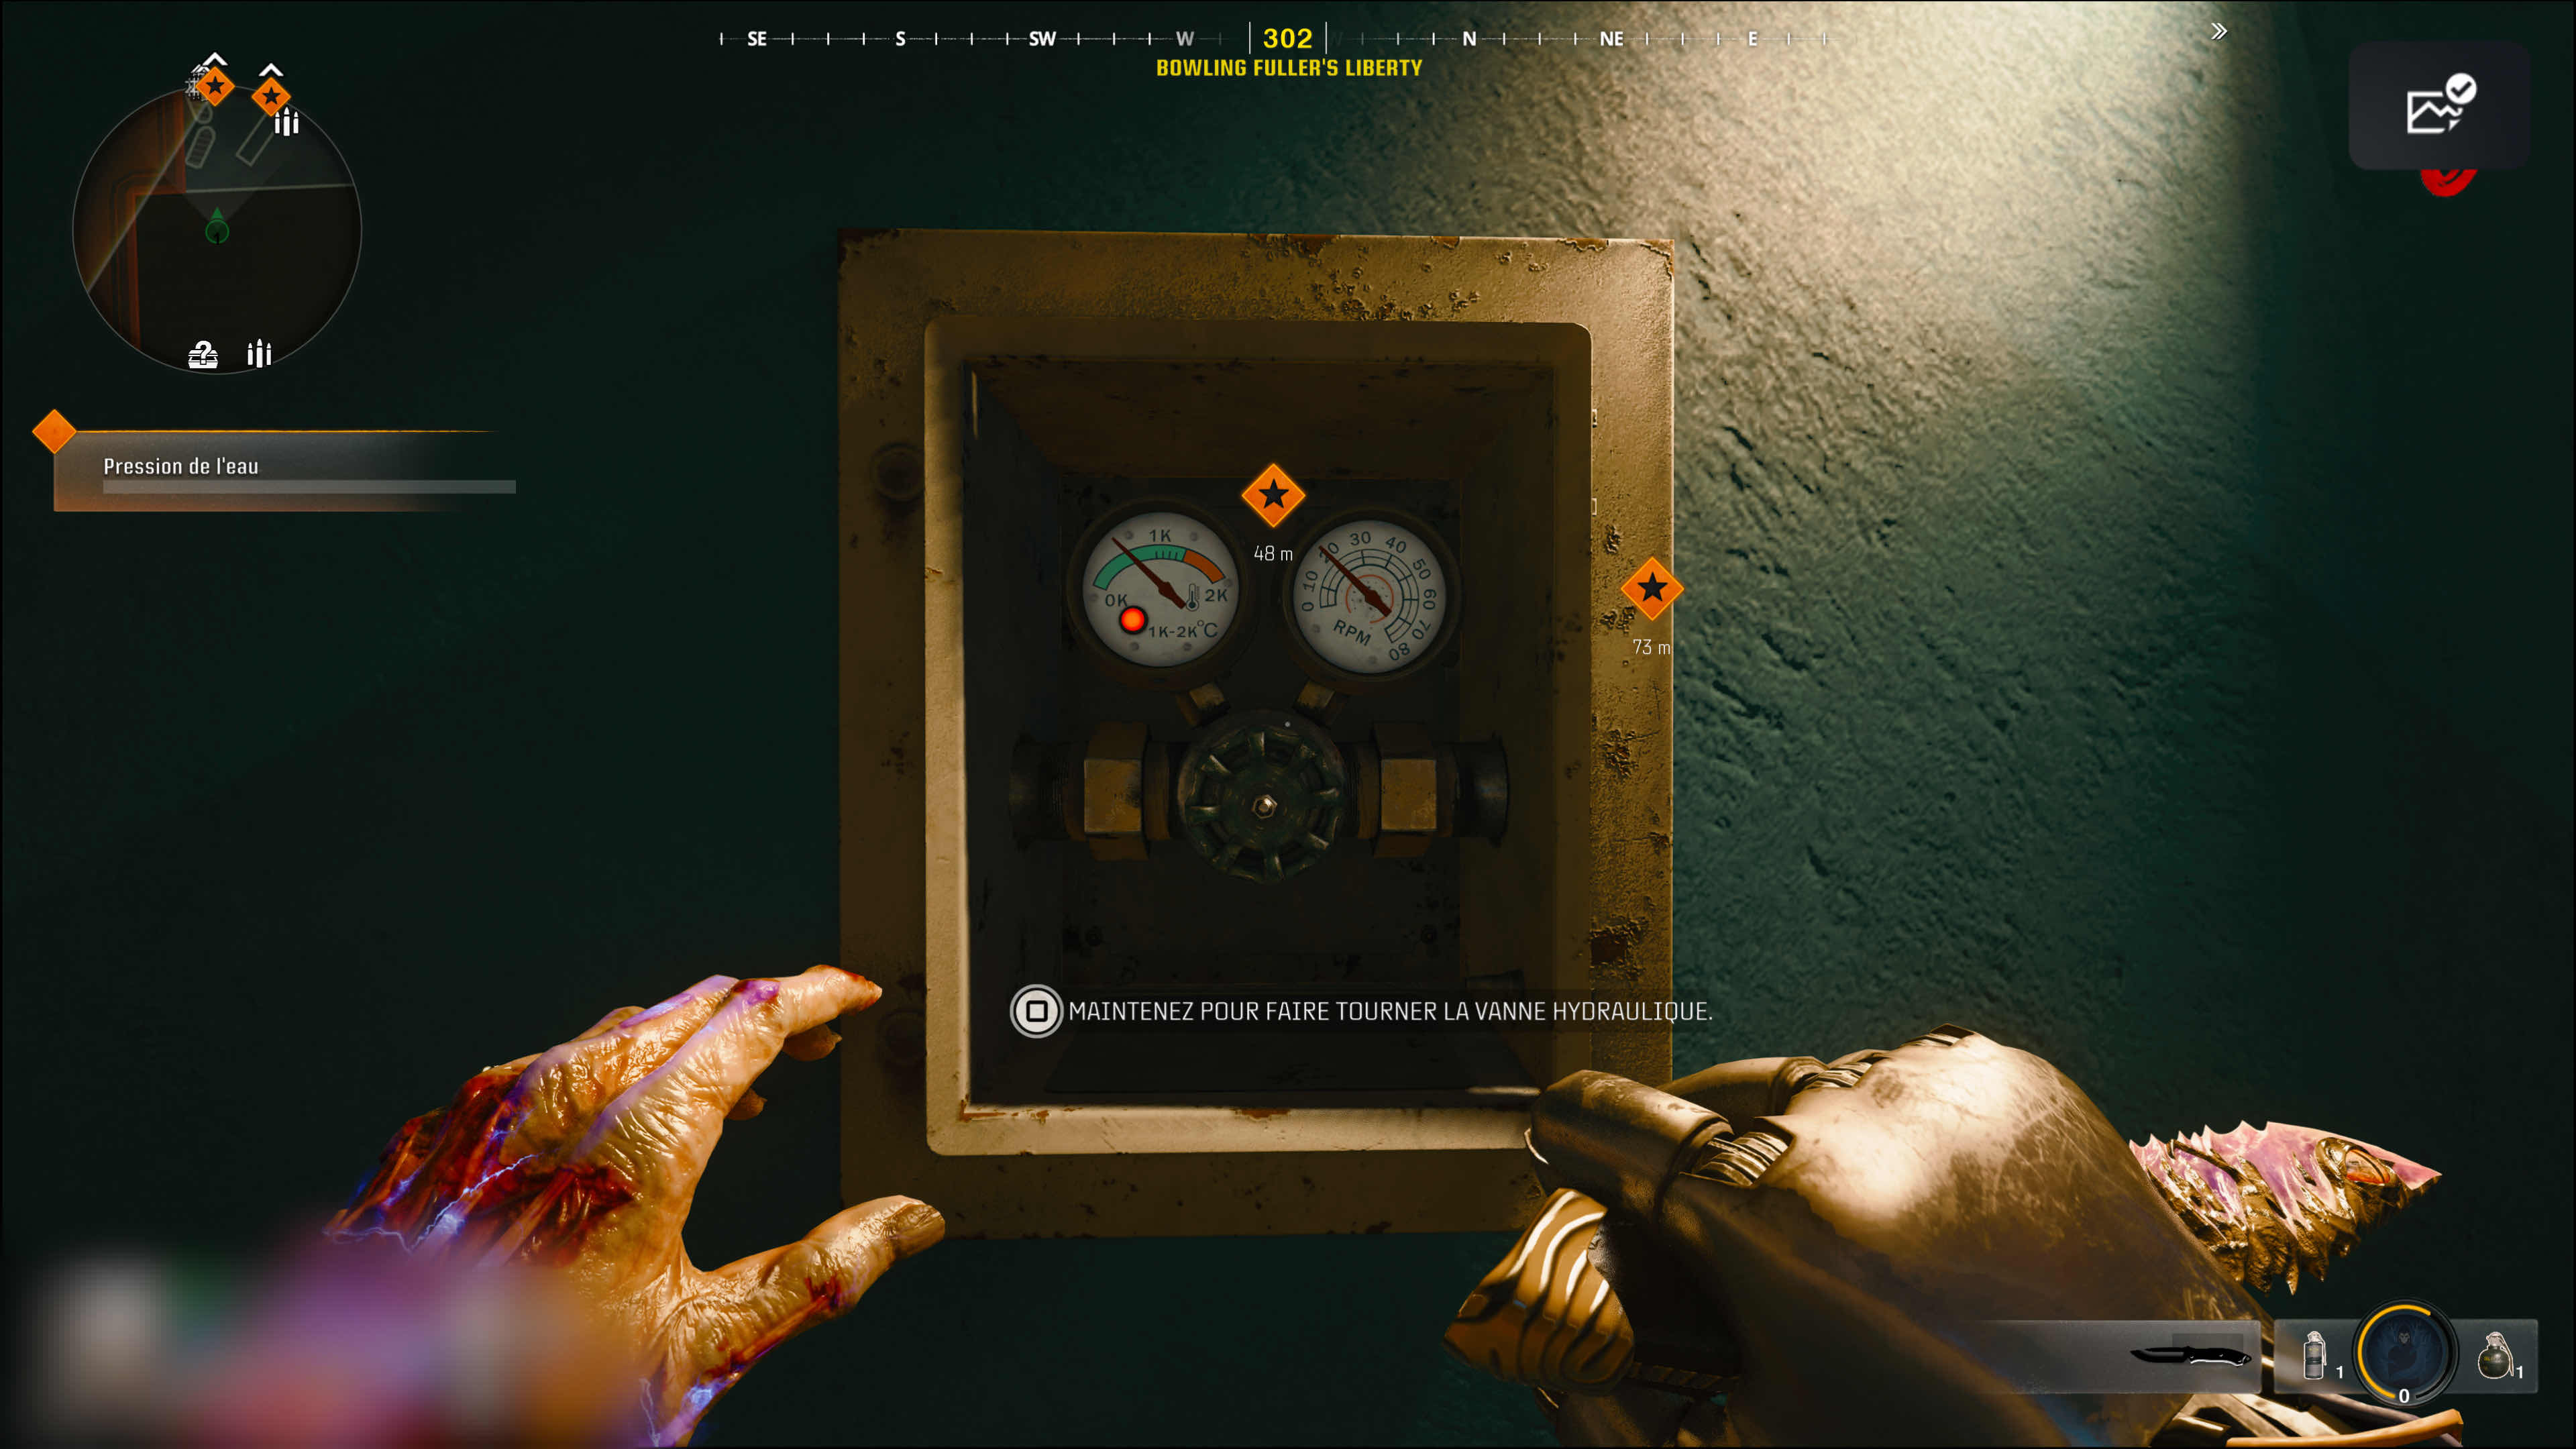 SE S SW W 302 N NE E
BOWLING FULLER'S LIBERTY
Pression de l'eau
48 m
1K
0K
2K
1K-2K°C
0 10 20 30 40 50 60 70 80
RPM
73 m
MAINTENEZ POUR FAIRE TOURNER LA VANNE HYDRAULIQUE.
1
0
1